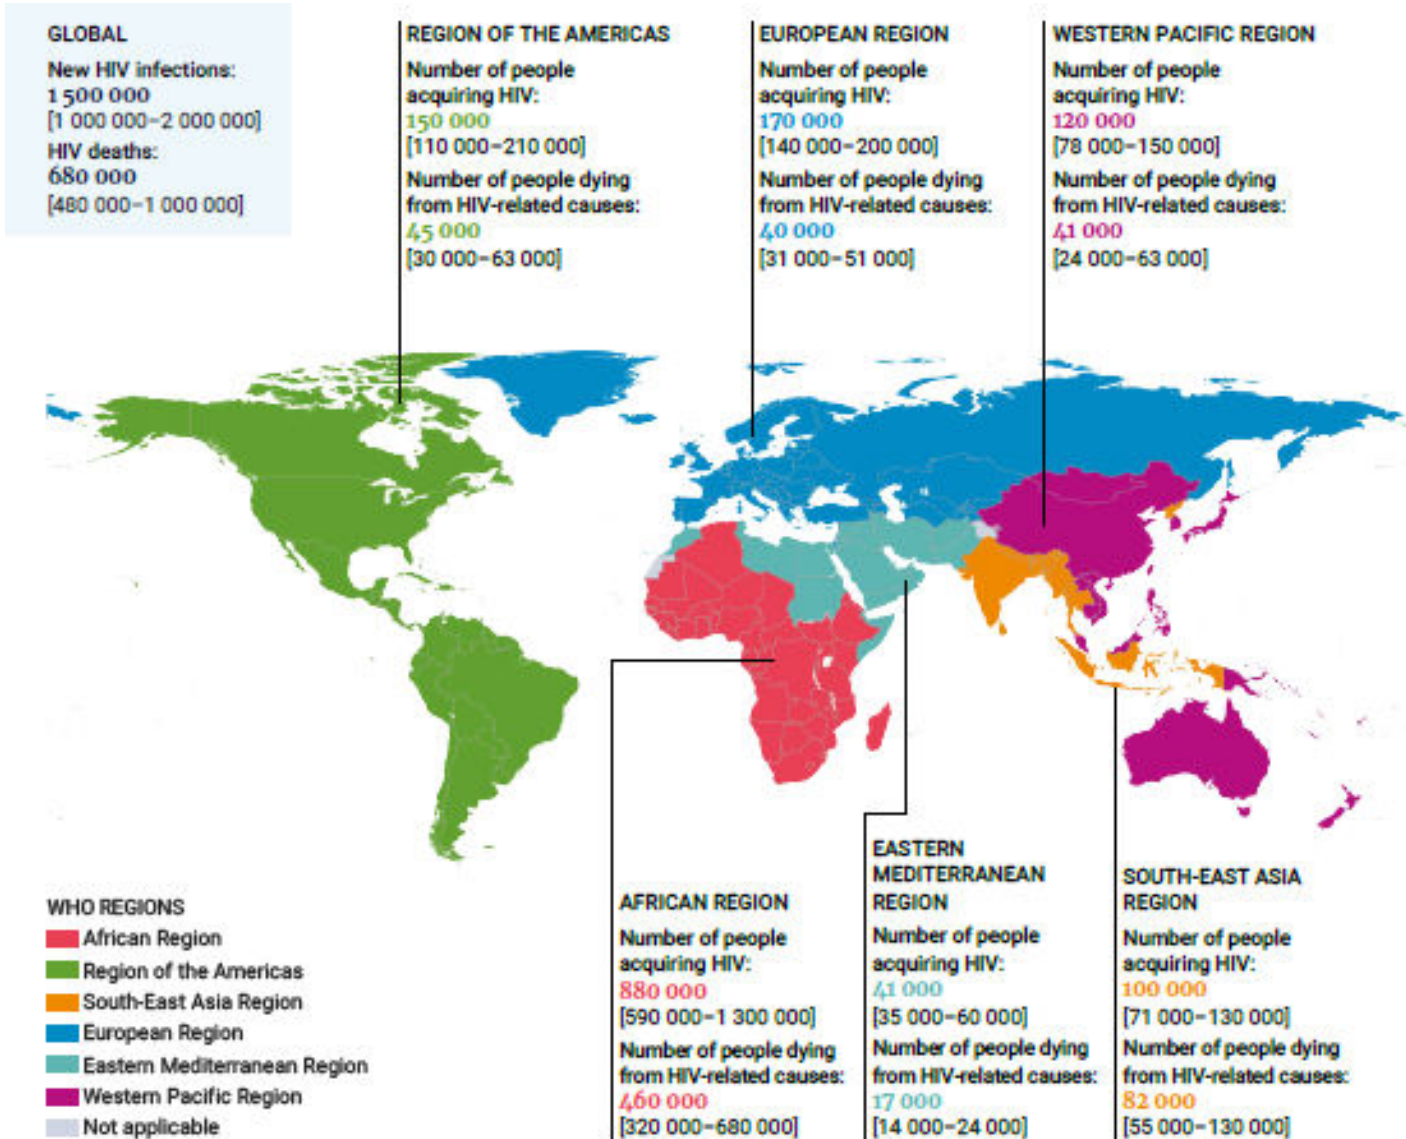 GLOBAL
New HIV infections:
1 500 000
[1 000 000–2 000 000]
HIV deaths:
680 000
[480 000–1 000 000]
REGION OF THE AMERICAS
Number of people
acquiring HIV:
150 000
[110 000–210 000]
Number of people dying
from HIV-related causes:
45 000
[30 000–63 000]
EUROPEAN REGION
Number of people
acquiring HIV:
170 000
[140 000–200 000]
Number of people dying
from HIV-related causes:
40 000
[31 000–51 000]
WESTERN PACIFIC REGION
Number of people
acquiring HIV:
120 000
[78 000–150 000]
Number of people dying
from HIV-related causes:
41 000
[24 000–63 000]
WHO REGIONS
African Region
Region of the Americas
South-East Asia Region
European Region
Eastern Mediterranean Region
Western Pacific Region
Not applicable
AFRICAN REGION
Number of people
acquiring HIV:
880 000
[590 000–1 300 000]
Number of people dying
from HIV-related causes:
460 000
[320 000–680 000]
EASTERN
MEDITERRANEAN
REGION
Number of people
acquiring HIV:
41 000
[35 000–60 000]
Number of people dying
from HIV-related causes:
17 000
[14 000–24 000]
SOUTH-EAST ASIA
REGION
Number of people
acquiring HIV:
100 000
[71 000–130 000]
Number of people dying
from HIV-related causes:
82 000
[55 000–130 000]